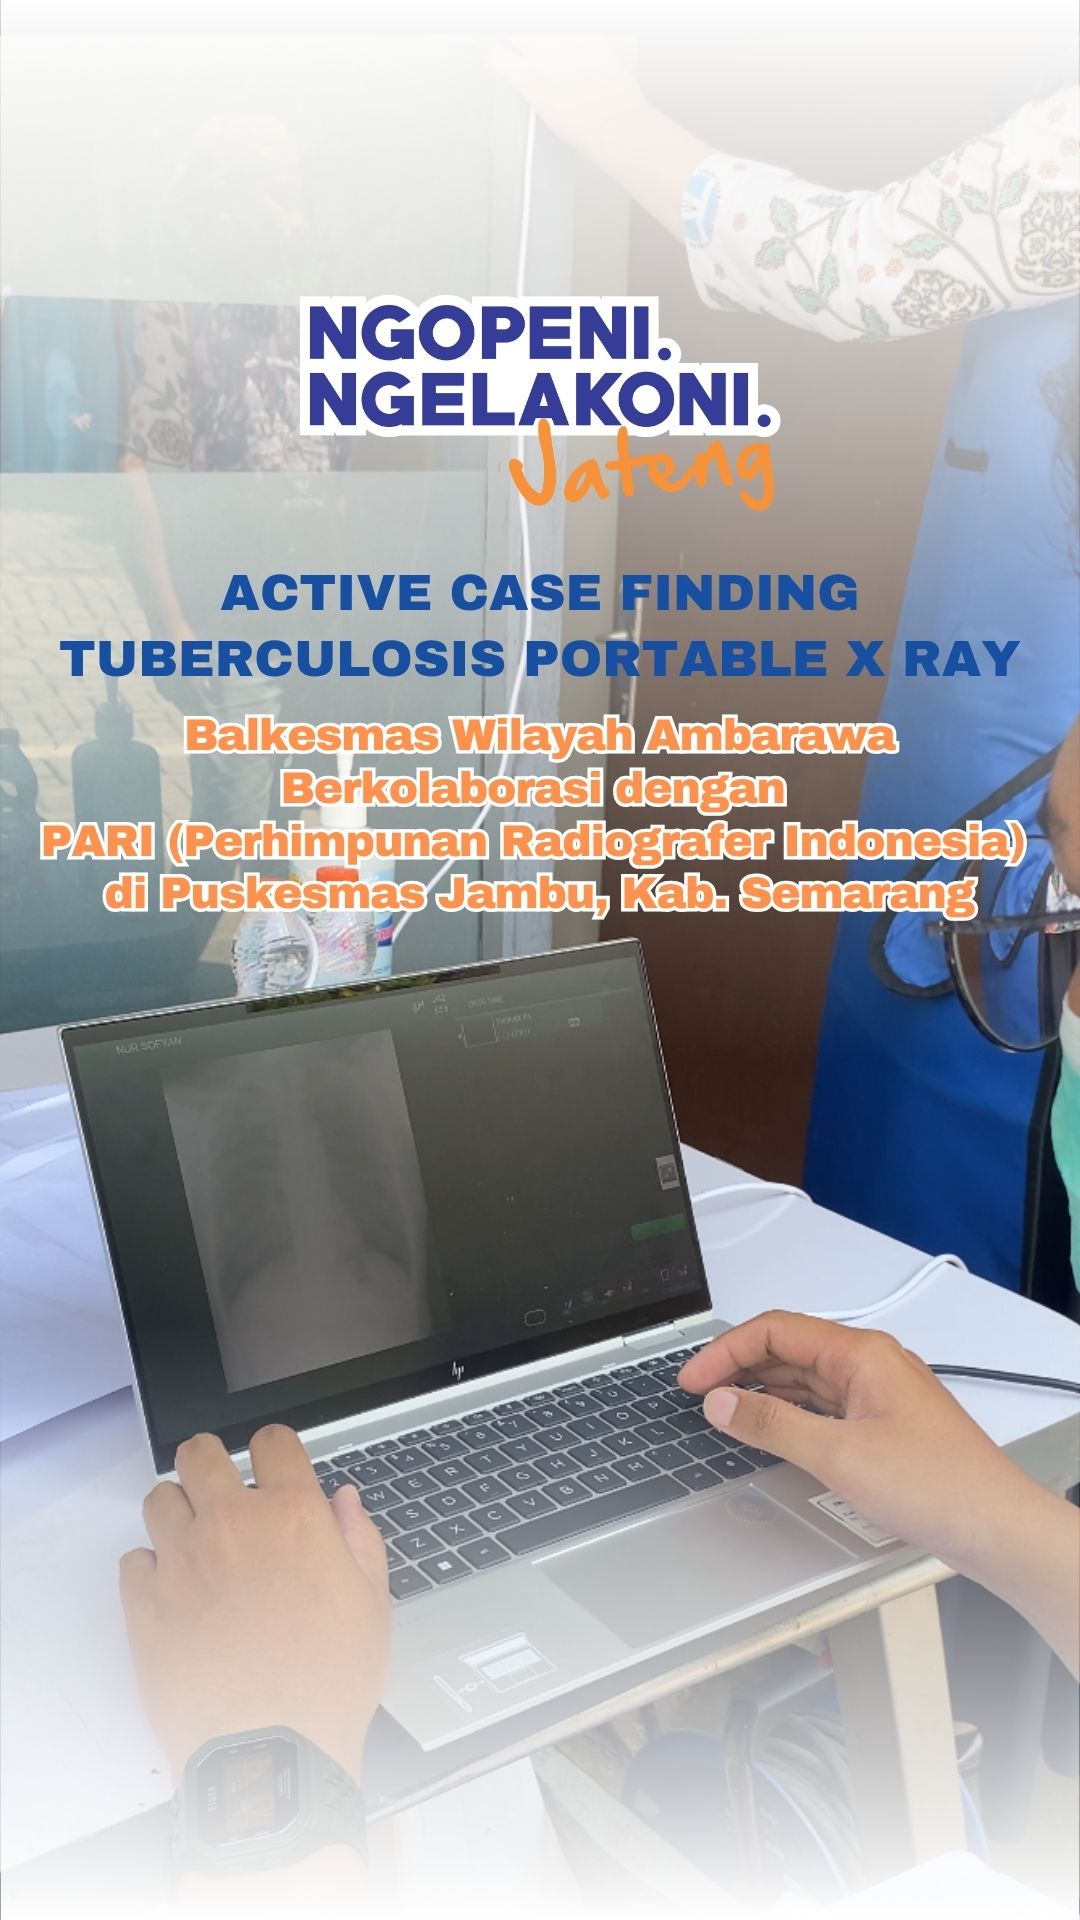 NGOPENI.
NGELAKONI.
Jateng
ACTIVE CASE FINDING
TUBERCULOSIS PORTABLE X RAY
Balkesmas Wilayah Ambarawa
Berkolaborasi dengan
PARI (Perhimpunan Radiografer Indonesia)
di Puskesmas Jambu, Kab. Semarang
NUR SOFYAN
hp
W E R T Y U I O P
S D F G H J K L
Z X C V B N M